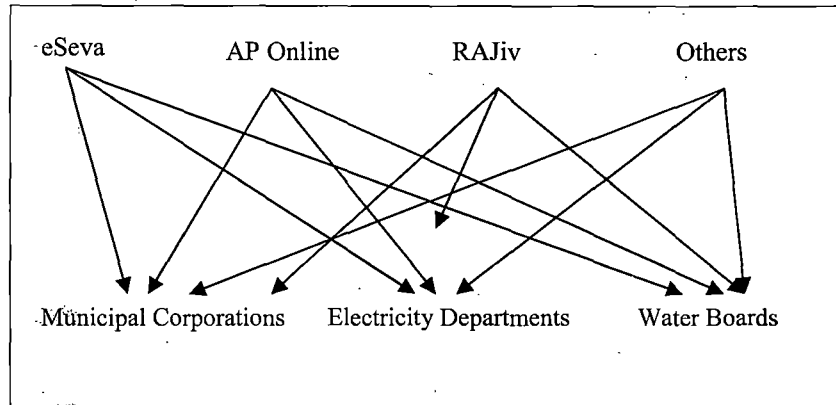 eSeva AP Online RAJiv Others
Municipal Corporations Electricity Departments Water Boards